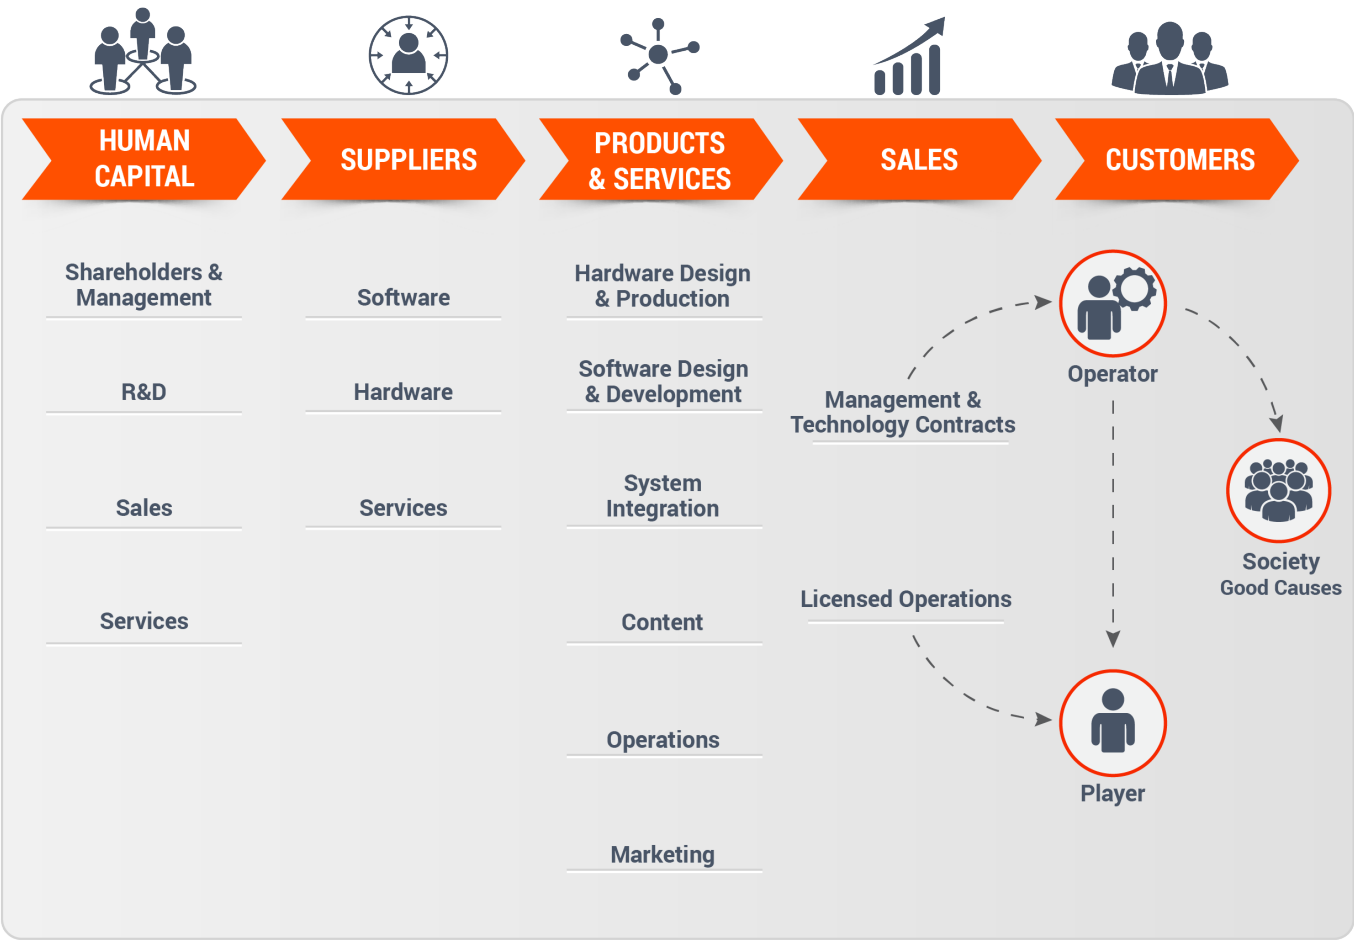 HUMAN
CAPITAL
SUPPLIERS
PRODUCTS
& SERVICES
SALES
CUSTOMERS
Shareholders &
Management
R&D
Sales
Services
Software
Hardware
Services
Hardware Design
& Production
Software Design
& Development
System
Integration
Content
Operations
Marketing
Management &
Technology Contracts
Licensed Operations
Operator
Player
Society
Good Causes